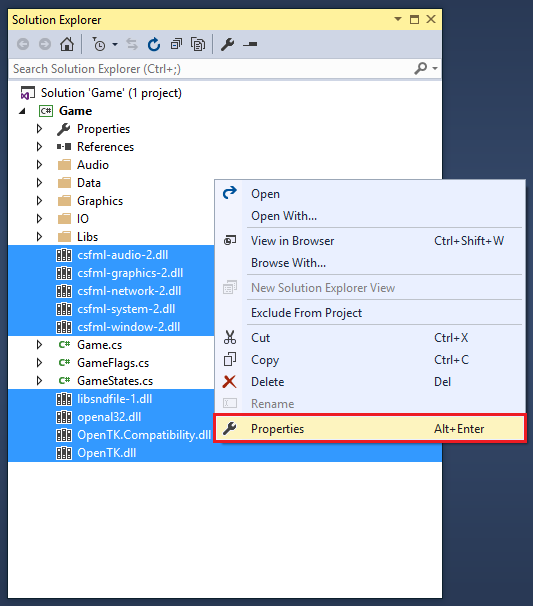 Solution Explorer
Search Solution Explorer (Ctrl+;)
Solution 'Game' (1 project)
C# Game
Properties
References
Audio
Data
Graphics
IO
Libs
csfml-audio-2.dll
csfml-graphics-2.dll
csfml-network-2.dll
csfml-system-2.dll
csfml-window-2.dll
C# Game.cs
C# GameFlags.cs
C# GameStates.cs
libsndfile-1.dll
openal32.dll
OpenTK.Compatibility.dll
OpenTK.dll
Open
Open With...
View in Browser Ctrl+Shift+W
Browse With...
New Solution Explorer View
Exclude From Project
Cut Ctrl+X
Copy Ctrl+C
Delete Del
Rename
Properties Alt+Enter